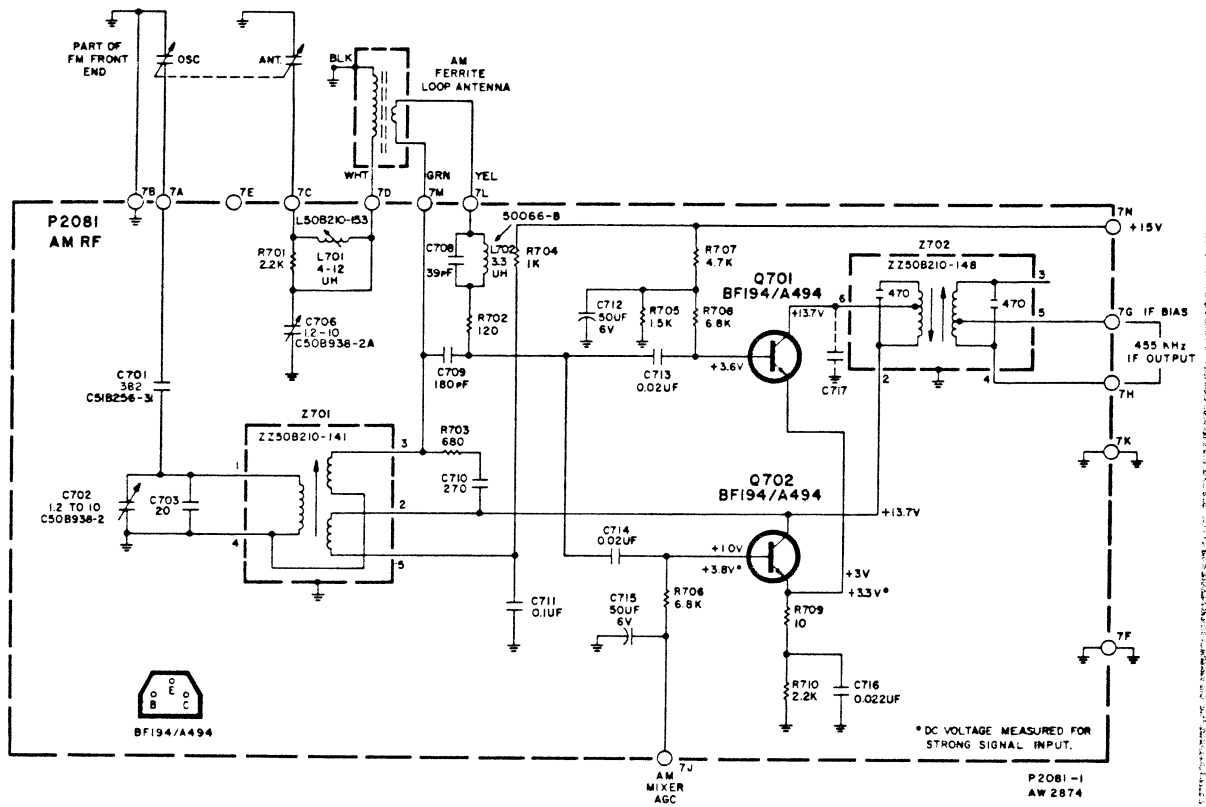 PART OF
FM FRONT
END
OSC
ANT.
BLK
AM
FERRITE
LOOP ANTENNA
WHT
GRN
YEL
7B
7A
7E
7C
7D
7M
7L
7N
+15V
P2081
AM RF
L50B210-153
R701
2.2K
L701
4-12
UH
C706
1.2-10
C50B938-2A
C708
39pF
50066-8
L702
3.3
UH
R704
1K
R702
120
C709
180pF
R707
4.7K
C712
50UF
6V
R705
1.5K
R708
6.8K
C713
0.02UF
Q701
BF194/A494
+13.7V
+3.6V
C717
Z702
ZZ50B210-148
6
470
470
3
5
2
4
7G IF BIAS
455 KHz
IF OUTPUT
7H
7K
C701
382
C51B256-31
Z701
ZZ50B210-141
1
3
2
4
5
R703
680
C710
270
C702
1.2 TO 10
C50B938-2
C703
20
Q702
BF194/A494
+13.7V
C714
0.02UF
+1.0V
+3.8V*
+3V
+3.3V*
C711
0.1UF
C715
50UF
6V
R706
6.8K
R709
10
R710
2.2K
C716
0.022UF
7F
E
B
C
BF194/A494
*DC VOLTAGE MEASURED FOR
STRONG SIGNAL INPUT.
7J
AM
MIXER
AGC
P2081-1
AW 2874